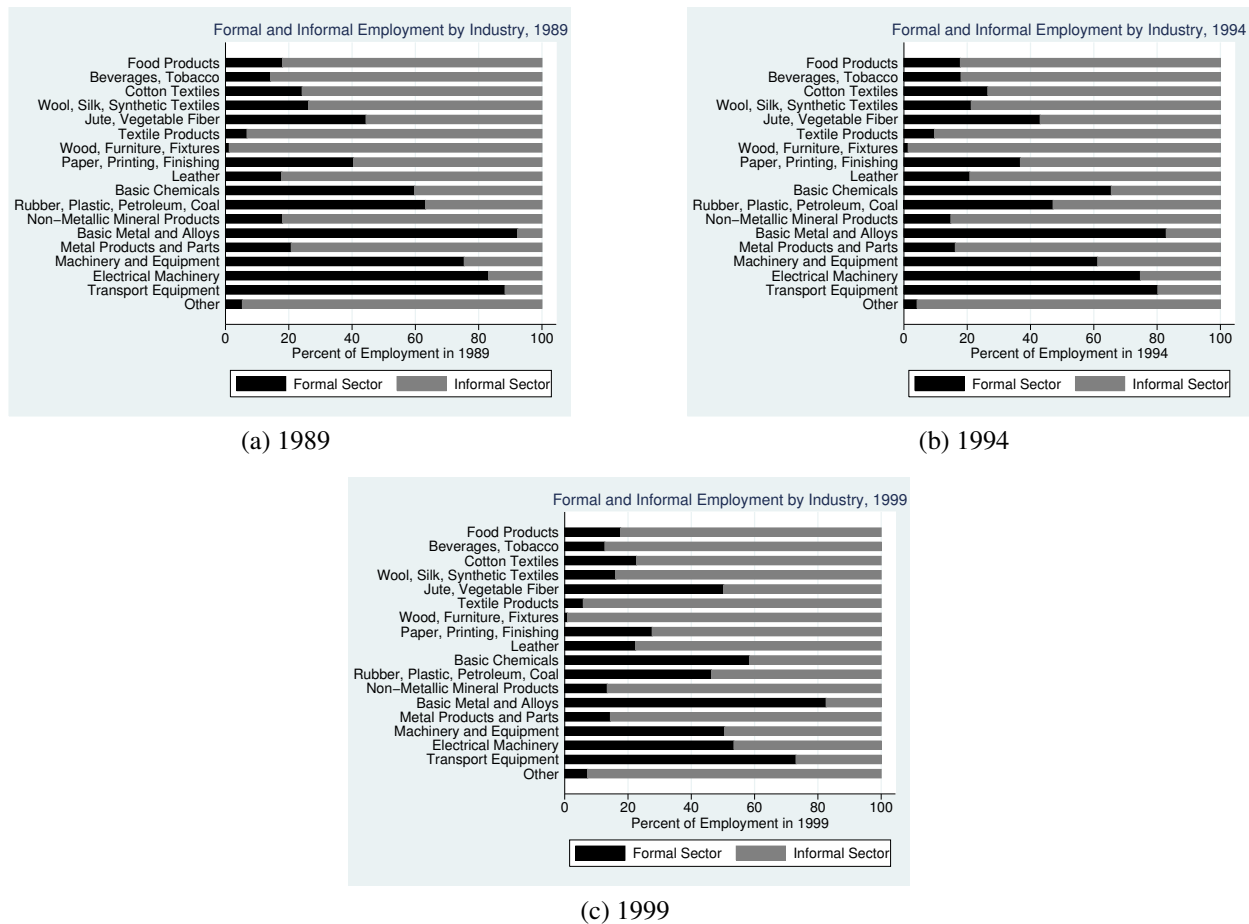 Formal and Informal Employment by Industry, 1989
Food Products
Beverages, Tobacco
Cotton Textiles
Wool, Silk, Synthetic Textiles
Jute, Vegetable Fiber
Textile Products
Wood, Furniture, Fixtures
Paper, Printing, Finishing
Leather
Basic Chemicals
Rubber, Plastic, Petroleum, Coal
Non−Metallic Mineral Products
Basic Metal and Alloys
Metal Products and Parts
Machinery and Equipment
Electrical Machinery
Transport Equipment
Other
0 20 40 60 80 100
Percent of Employment in 1989
Formal Sector Informal Sector
(a) 1989
Formal and Informal Employment by Industry, 1994
Food Products
Beverages, Tobacco
Cotton Textiles
Wool, Silk, Synthetic Textiles
Jute, Vegetable Fiber
Textile Products
Wood, Furniture, Fixtures
Paper, Printing, Finishing
Leather
Basic Chemicals
Rubber, Plastic, Petroleum, Coal
Non−Metallic Mineral Products
Basic Metal and Alloys
Metal Products and Parts
Machinery and Equipment
Electrical Machinery
Transport Equipment
Other
0 20 40 60 80 100
Percent of Employment in 1994
Formal Sector Informal Sector
(b) 1994
Formal and Informal Employment by Industry, 1999
Food Products
Beverages, Tobacco
Cotton Textiles
Wool, Silk, Synthetic Textiles
Jute, Vegetable Fiber
Textile Products
Wood, Furniture, Fixtures
Paper, Printing, Finishing
Leather
Basic Chemicals
Rubber, Plastic, Petroleum, Coal
Non−Metallic Mineral Products
Basic Metal and Alloys
Metal Products and Parts
Machinery and Equipment
Electrical Machinery
Transport Equipment
Other
0 20 40 60 80 100
Percent of Employment in 1999
Formal Sector Informal Sector
(c) 1999